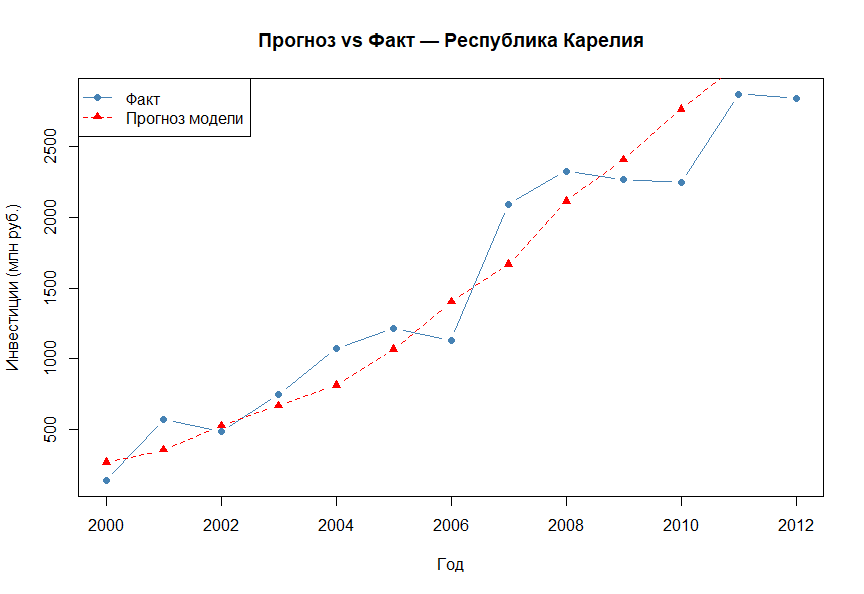 Прогноз vs Факт — Республика Карелия
Факт
Прогноз модели
Инвестиции (млн руб.)
2500
2000
1500
1000
500
2000 2002 2004 2006 2008 2010 2012
Год